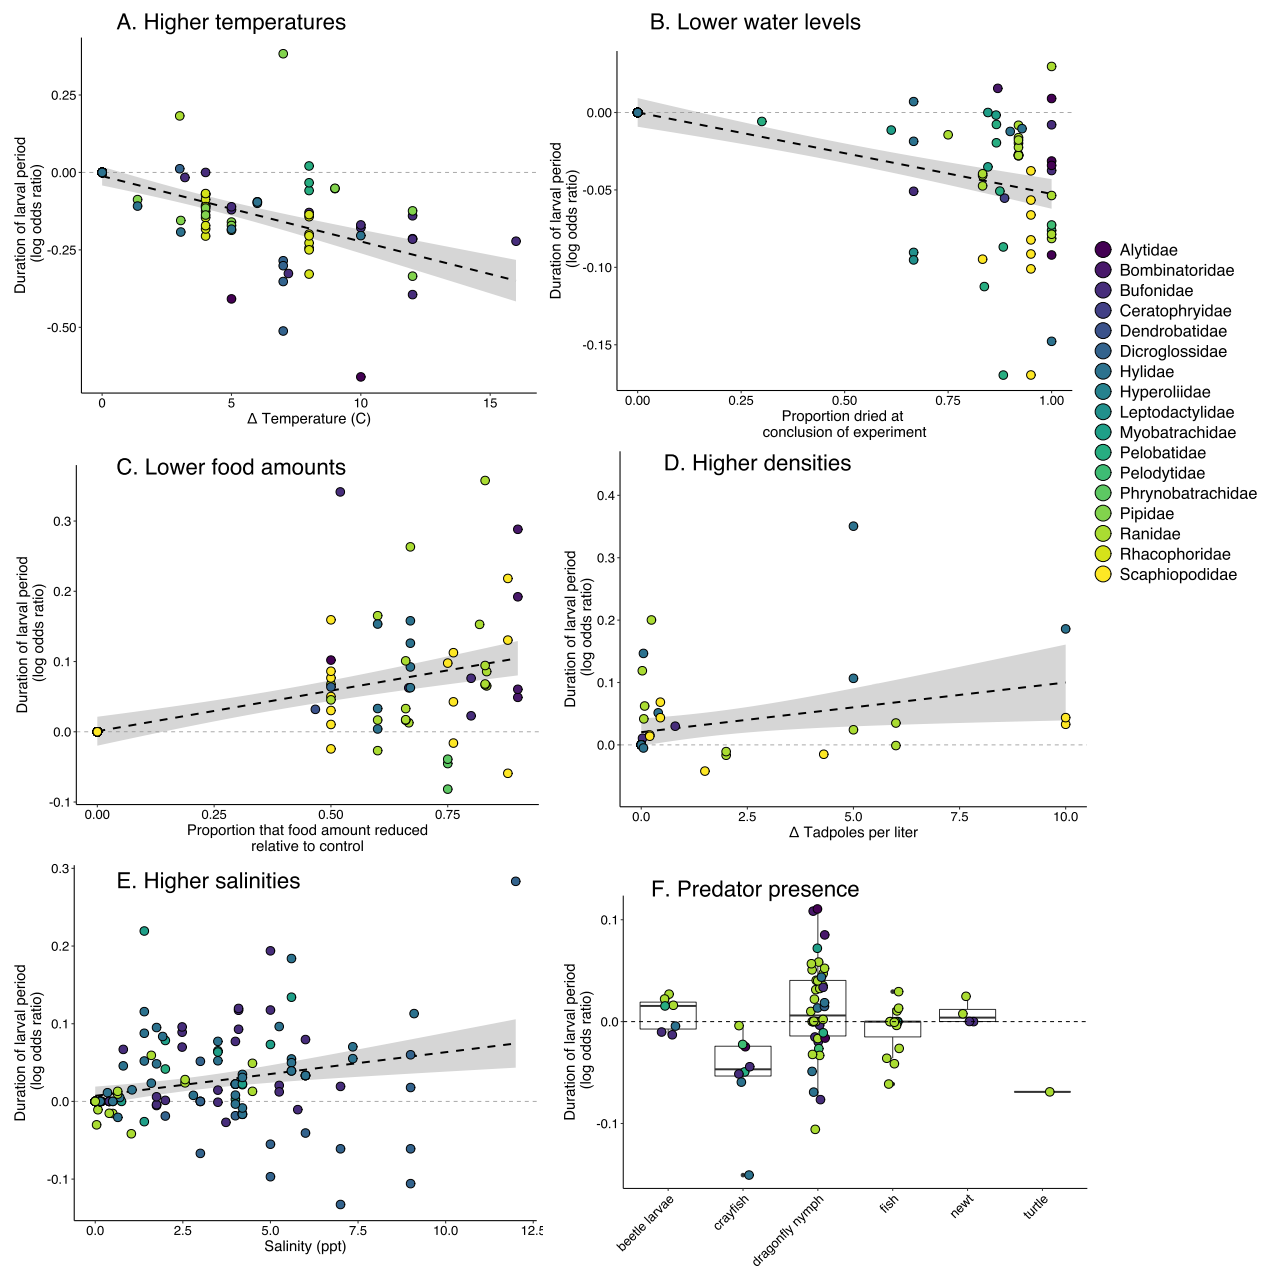 A. Higher temperatures
Duration of larval period
(log odds ratio)
0.25
0.00
-0.25
-0.50
0
5
10
15
Δ Temperature (C)
B. Lower water levels
Duration of larval period
(log odds ratio)
0.00
-0.05
-0.10
-0.15
0.00
0.25
0.50
0.75
1.00
Proportion dried at
conclusion of experiment
C. Lower food amounts
Duration of larval period
(log odds ratio)
0.3
0.2
0.1
0.0
-0.1
0.00
0.25
0.50
0.75
Proportion that food amount reduced
relative to control
D. Higher densities
Duration of larval period
(log odds ratio)
0.4
0.3
0.2
0.1
0.0
0.0
2.5
5.0
7.5
10.0
Δ Tadpoles per liter
Alytidae
Bombinatoridae
Bufonidae
Ceratophryidae
Dendrobatidae
Dicroglossidae
Hylidae
Hyperoliidae
Leptodactylidae
Myobatrachidae
Pelobatidae
Pelodytidae
Phrynobatrachidae
Pipidae
Ranidae
Rhacophoridae
Scaphiopodidae
E. Higher salinities
Duration of larval period
(log odds ratio)
0.3
0.2
0.1
0.0
-0.1
0.0
2.5
5.0
7.5
10.0
12.5
Salinity (ppt)
F. Predator presence
Duration of larval period
(log odds ratio)
0.1
0.0
-0.1
beetle larvae
crayfish
dragonfly nymph
fish
newt
turtle